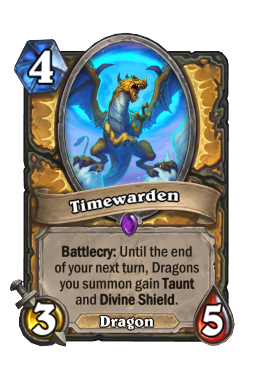 4
Timewarden
Battlecry: Until the end
of your next turn, Dragons
you summon gain Taunt
and Divine Shield.
3
Dragon
5